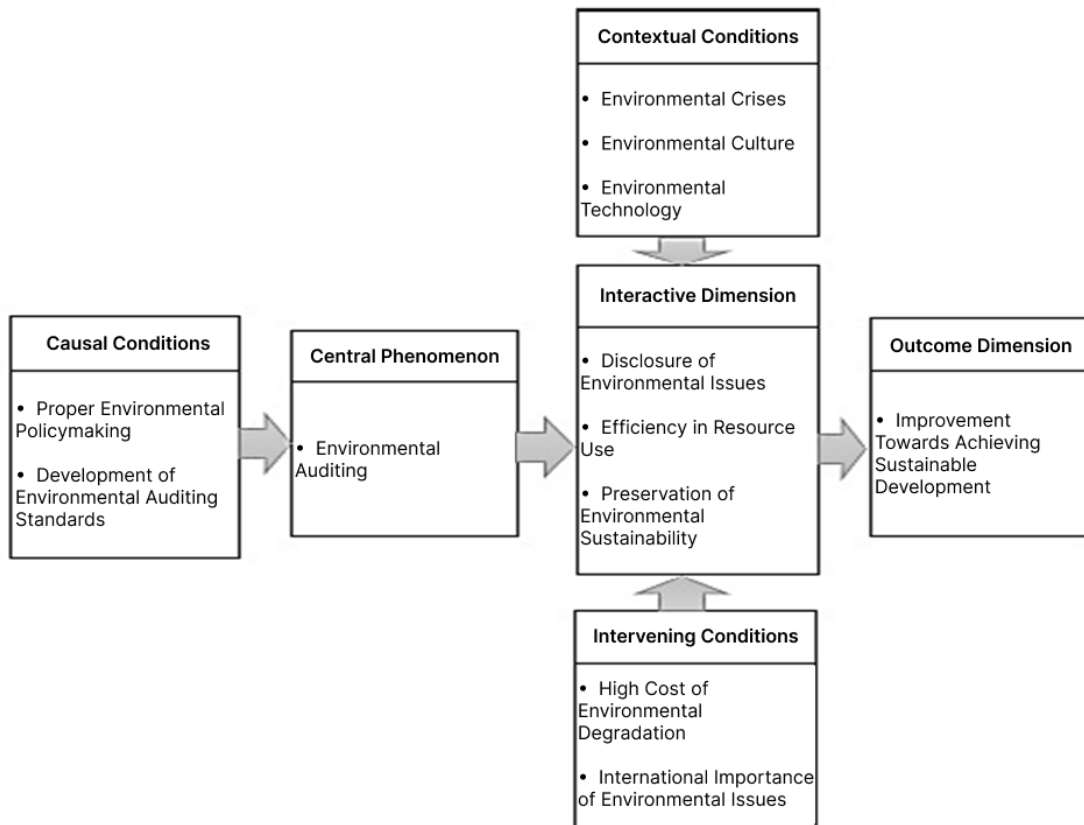 Contextual Conditions
• Environmental Crises
• Environmental Culture
• Environmental
Technology
Causal Conditions
• Proper Environmental
Policymaking
• Development of
Environmental Auditing
Standards
Central Phenomenon
• Environmental
Auditing
Interactive Dimension
• Disclosure of
Environmental Issues
• Efficiency in Resource
Use
• Preservation of
Environmental
Sustainability
Outcome Dimension
• Improvement
Towards Achieving
Sustainable
Development
Intervening Conditions
• High Cost of
Environmental
Degradation
• International Importance
of Environmental Issues